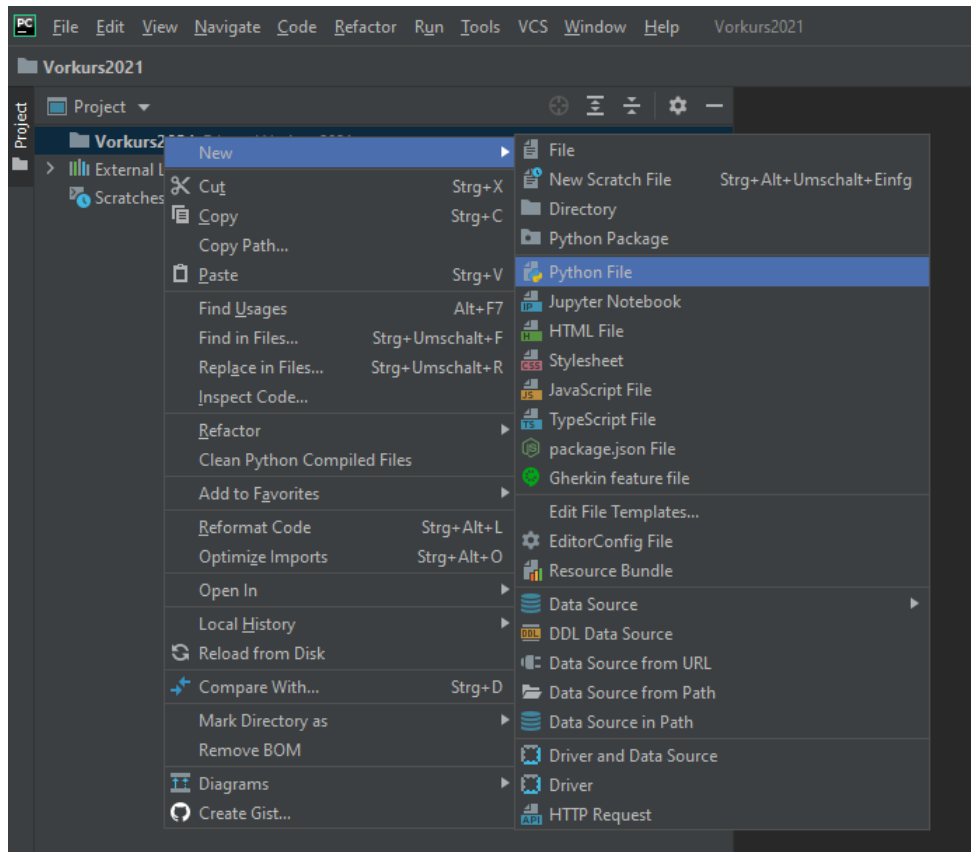 PC File Edit View Navigate Code Refactor Run Tools VCS Window Help Vorkurs2021
Vorkurs2021
Project
Project
Vorkurs2
External L
Scratches
New
Cut Strg+X
Copy Strg+C
Copy Path...
Paste Strg+V
Find Usages Alt+F7
Find in Files... Strg+Umschalt+F
Replace in Files... Strg+Umschalt+R
Inspect Code...
Refactor
Clean Python Compiled Files
Add to Favorites
Reformat Code Strg+Alt+L
Optimize Imports Strg+Alt+O
Open In
Local History
Reload from Disk
Compare With... Strg+D
Mark Directory as
Remove BOM
Diagrams
Create Gist...
File
New Scratch File Strg+Alt+Umschalt+Einfg
Directory
Python Package
Python File
IP Jupyter Notebook
H HTML File
CSS Stylesheet
JS JavaScript File
TS TypeScript File
JS package.json File
Gherkin feature file
Edit File Templates...
EditorConfig File
Resource Bundle
Data Source
DDL DDL Data Source
Data Source from URL
Data Source from Path
Data Source in Path
Driver and Data Source
Driver
API HTTP Request